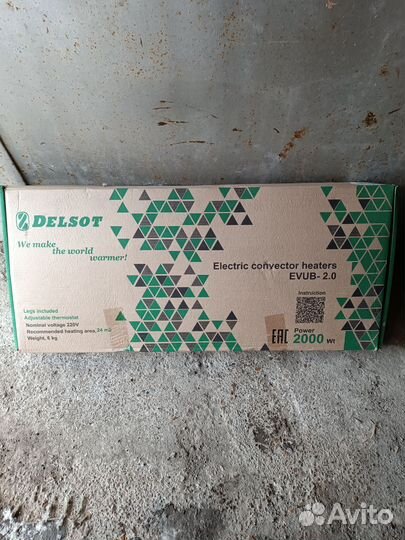 DELSOT
We make
the world
warmer!
Electric convector heaters
EVUB- 2.0
Instruction
Legs included
Adjustable thermostat
Nominal voltage 220V
Recommended heating area, 24 m2
Weight, 6 kg
EAC
Power
2000 Wt
Avito